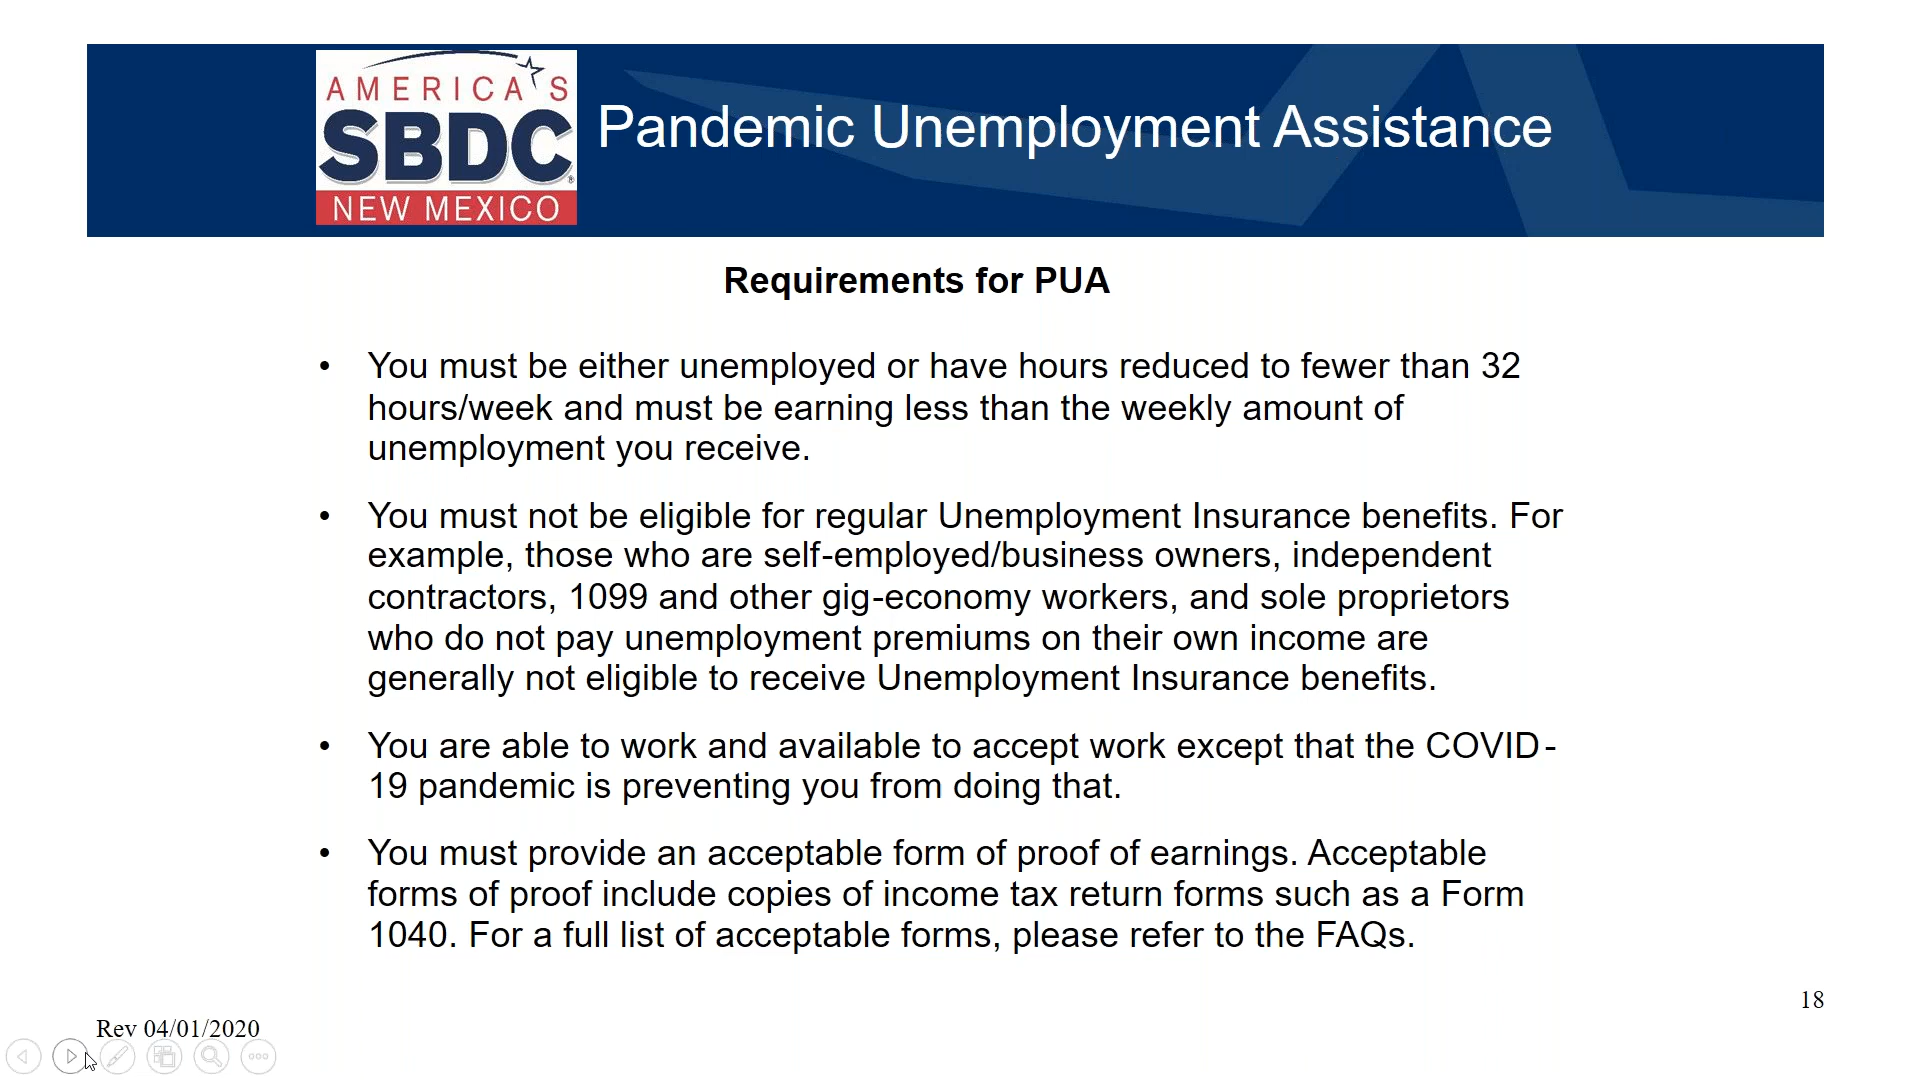 AMERICA'S
SBDC®
NEW MEXICO
Pandemic Unemployment Assistance
Requirements for PUA
• You must be either unemployed or have hours reduced to fewer than 32
hours/week and must be earning less than the weekly amount of
unemployment you receive.
• You must not be eligible for regular Unemployment Insurance benefits. For
example, those who are self-employed/business owners, independent
contractors, 1099 and other gig-economy workers, and sole proprietors
who do not pay unemployment premiums on their own income are
generally not eligible to receive Unemployment Insurance benefits.
• You are able to work and available to accept work except that the COVID-
19 pandemic is preventing you from doing that.
• You must provide an acceptable form of proof of earnings. Acceptable
forms of proof include copies of income tax return forms such as a Form
1040. For a full list of acceptable forms, please refer to the FAQs.
18
Rev 04/01/2020